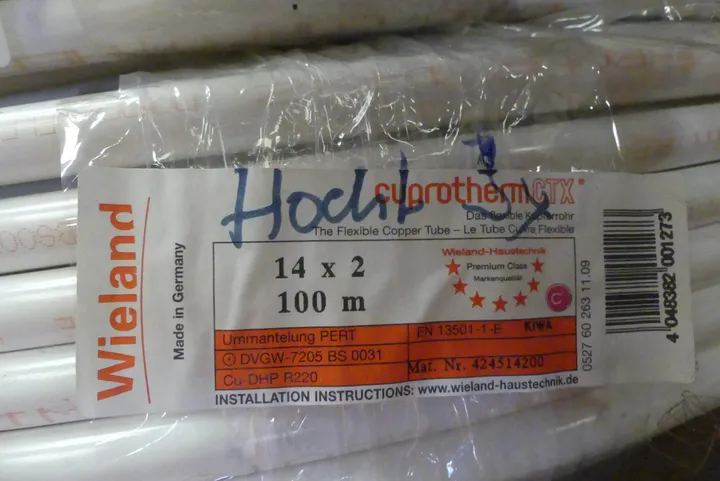 Wieland
Made in Germany
cuprotherm CTX®
Das flexible Kupferrohr
The Flexible Copper Tube – Le Tube Cuivre Flexible
14 x 2
100 m
Wieland-Haustechnik
Premium Class
Markenqualität
C
Ummantelung PERT
EN 13501-1-E KIWA
DVGW-7205 BS 0031
Mat. Nr. 424514200
Cu-DHP R220
INSTALLATION INSTRUCTIONS: www.wieland-haustechnik.de
0527 60 263 11.09
4 048382 001273